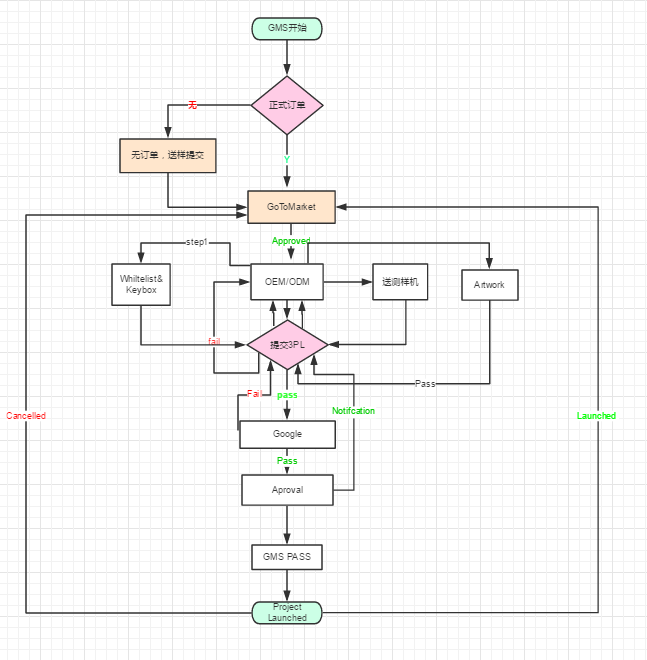 GMS开始
正式订单
无
Y
无订单，送样提交
GoToMarket
Approved
step1
Whiltelist&
Keybox
OEM/ODM
送测样机
Artwork
fail
提交3PL
Pass
Fail
pass
Notifcation
Cancelled
Launched
Google
Pass
Aproval
GMS PASS
Project
Launched